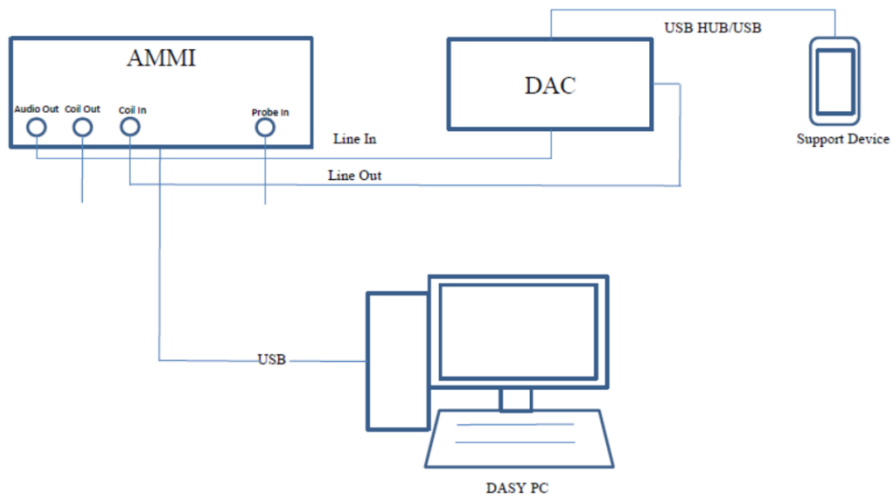 USB HUB/USB
AMMI
DAC
Audio Out
Coil Out
Coil In
Probe In
Line In
Support Device
Line Out
USB
DASY PC